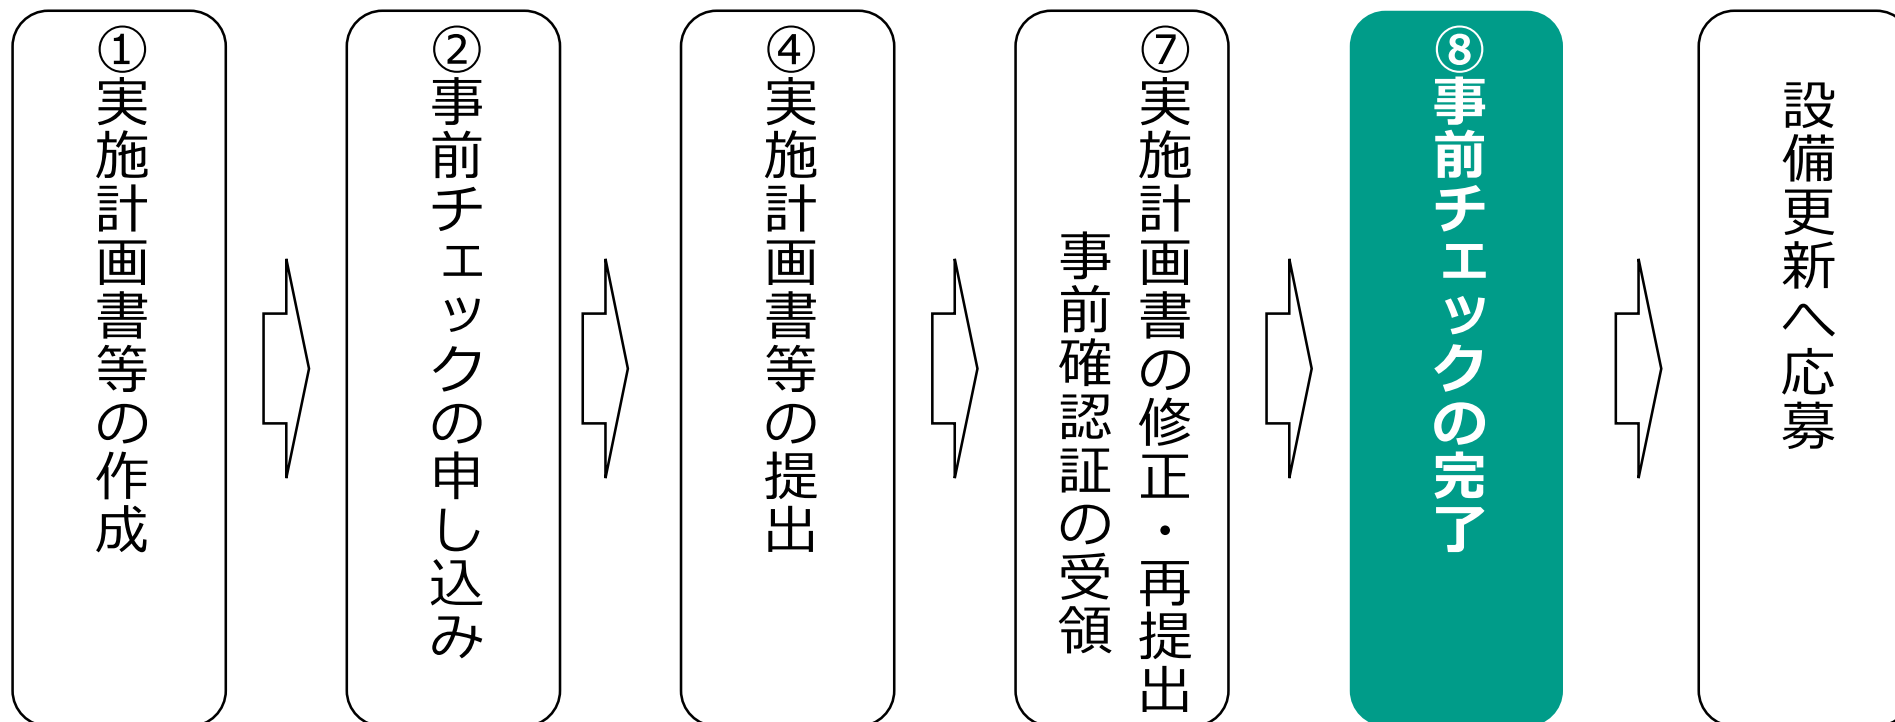 ①実施計画書等の作成
②事前チェックの申し込み
④実施計画書等の提出
⑦実施計画書の修正・再提出
事前確認証の受領
⑧事前チェックの完了
設備更新へ応募